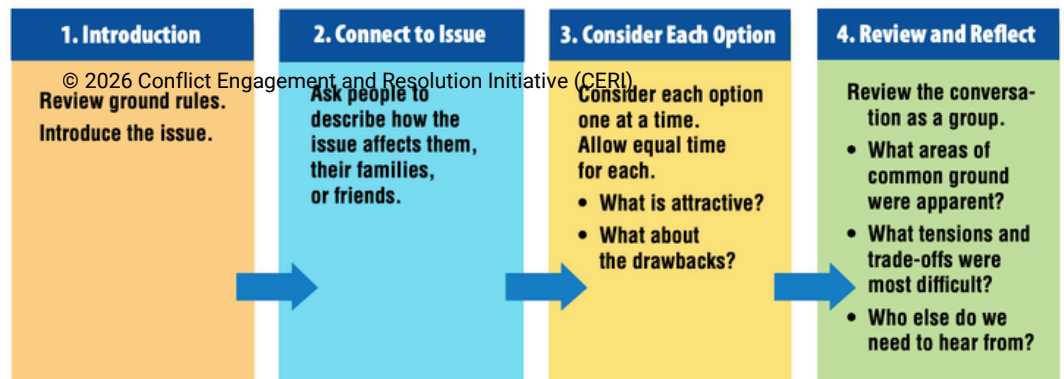 1. Introduction
Review ground rules.
Introduce the issue.
2. Connect to Issue
Ask people to
describe how the
issue affects them,
their families,
or friends.
3. Consider Each Option
Consider each option
one at a time.
Allow equal time
for each.
• What is attractive?
• What about
the drawbacks?
4. Review and Reflect
Review the conversa-
tion as a group.
• What areas of
common ground
were apparent?
• What tensions and
trade-offs were
most difficult?
• Who else do we
need to hear from?
© 2026 Conflict Engagement and Resolution Initiative (CERI)